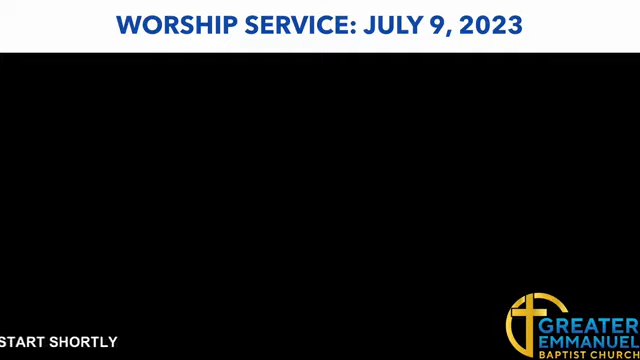 WORSHIP SERVICE: JULY 9, 2023
START SHORTLY
GREATER
EMMANUEL
BAPTIST CHURCH